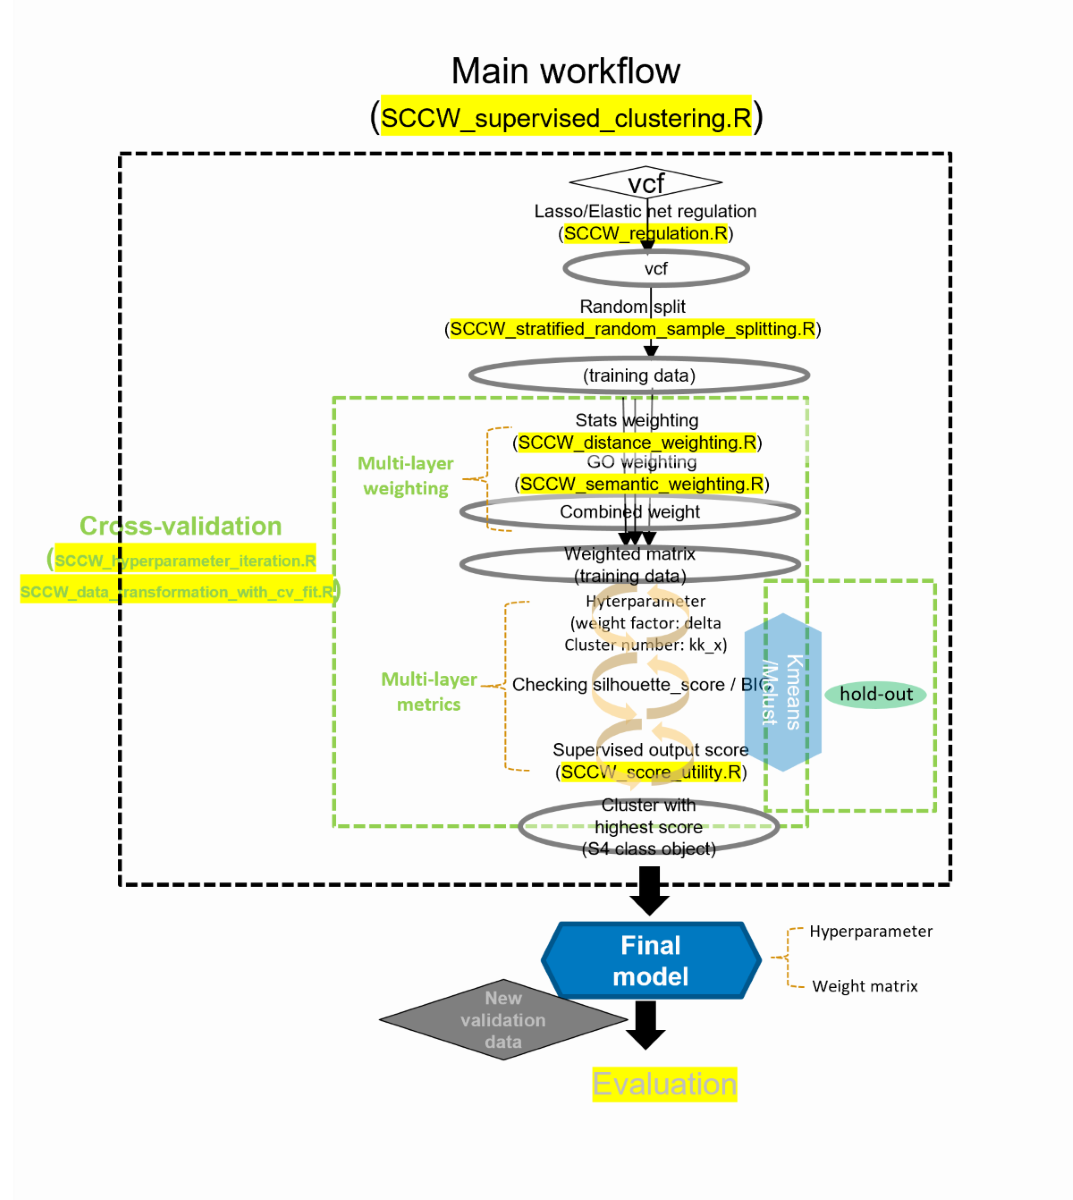 Main workflow
(SCCW_supervised_clustering.R)
vcf
Lasso/Elastic net regulation
(SCCW_regulation.R)
vcf
Random split
(SCCW_stratified_random_sample_splitting.R)
(training data)
Stats weighting
(SCCW_distance_weighting.R)
GO weighting
(SCCW_semantic_weighting.R)
Multi-layer
weighting
Combined weight
Cross-validation
(SCCW_hyperparameter_iteration.R
SCCW_data_transformation_with_cv_fit.R)
Weighted matrix
(training data)
Hyterparameter
(weight factor: delta
Cluster number: kk_x)
Multi-layer
metrics
Checking silhouette_score / BIC
Kmeans
/Mclust
hold-out
Supervised output score
(SCCW_score_utility.R)
Cluster with
highest score
(S4 class object)
Final
model
Hyperparameter
Weight matrix
New
validation
data
Evaluation